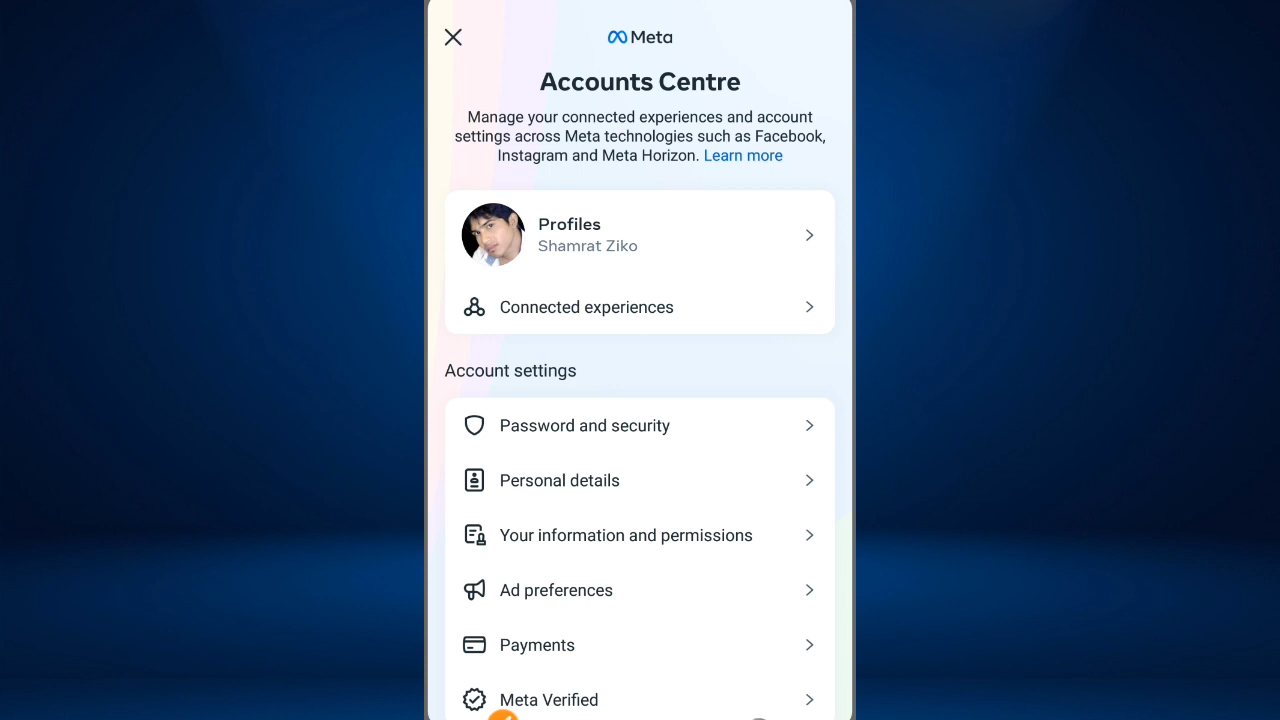 Meta
Accounts Centre
Manage your connected experiences and account
settings across Meta technologies such as Facebook,
Instagram and Meta Horizon. Learn more
Profiles
Shamrat Ziko
Connected experiences
Account settings
Password and security
Personal details
Your information and permissions
Ad preferences
Payments
Meta Verified